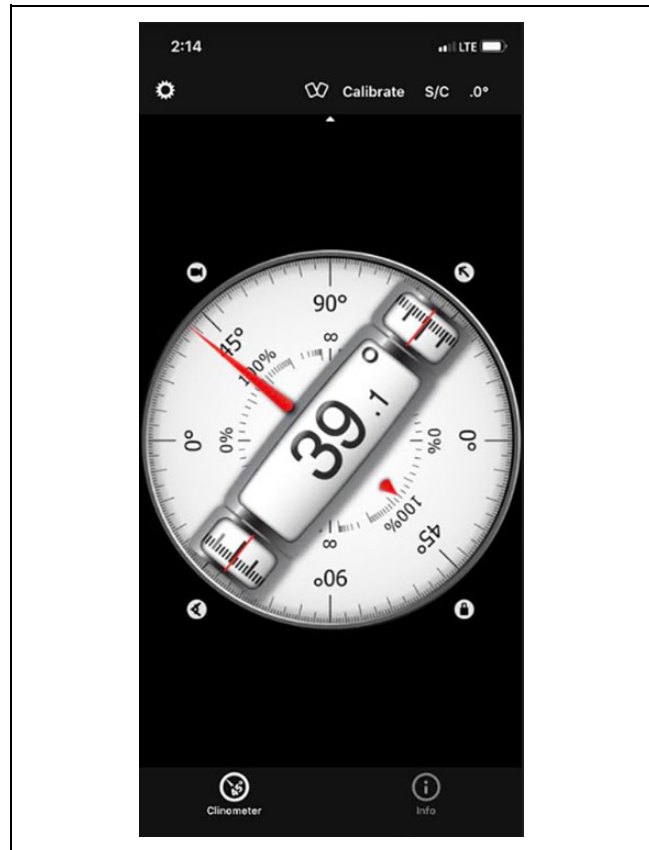 2:14 LTE
Calibrate S/C .0°
90°
∞
45°
100%
39.1°
0° 0% 0% 0°
100%
45°
∞
90°
Clinometer Info